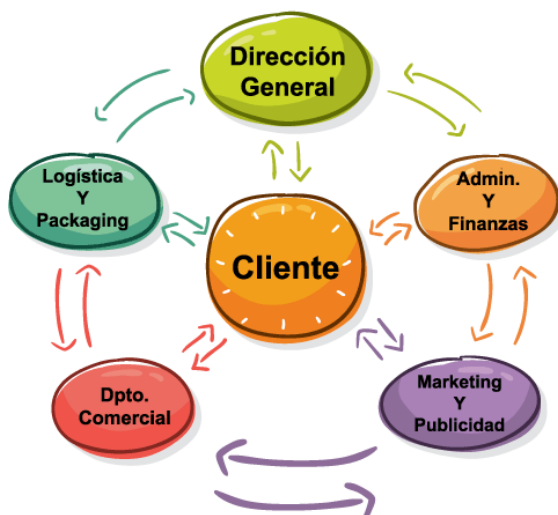 Dirección
General
Logística
Y
Packaging
Admin.
Y
Finanzas
Cliente
Dpto.
Comercial
Marketing
Y
Publicidad